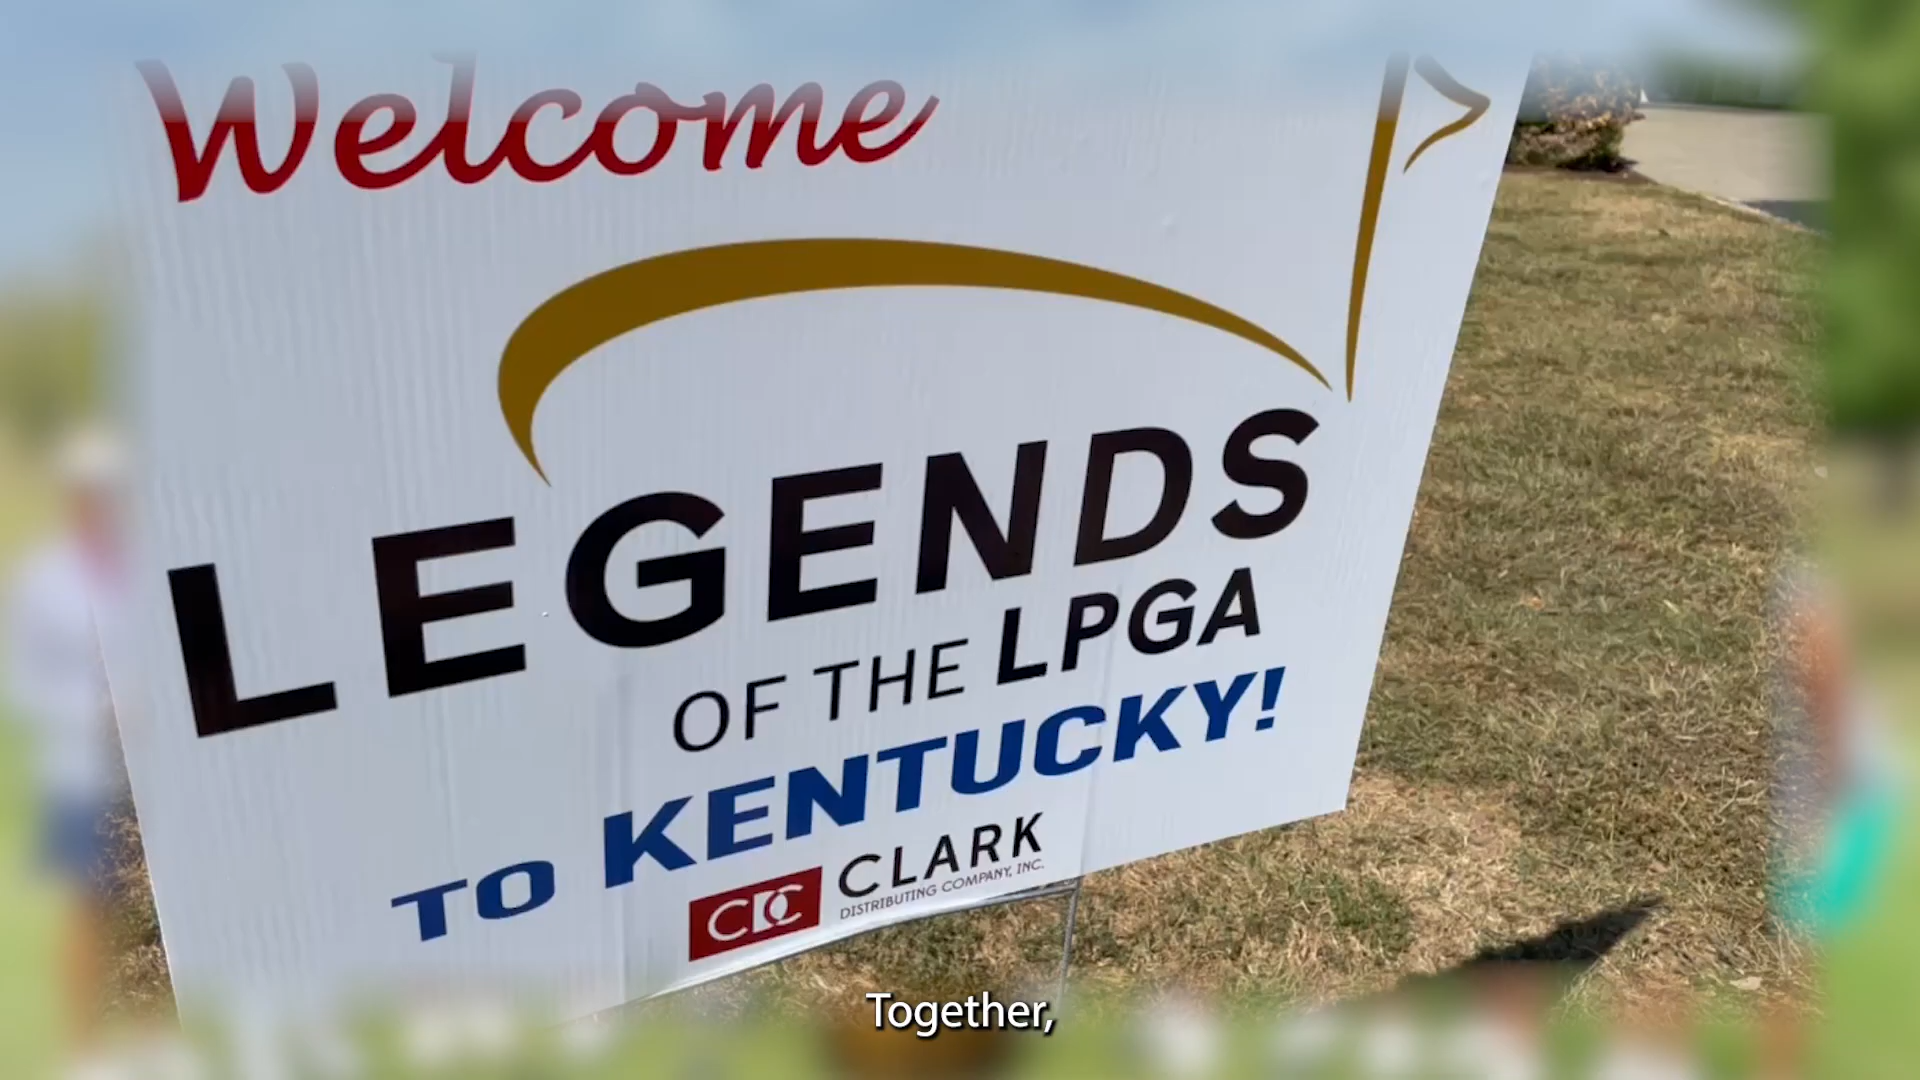 Welcome
LEGENDS
OF THE LPGA
TO KENTUCKY!
CDC CLARK
DISTRIBUTING COMPANY, INC.
Together,